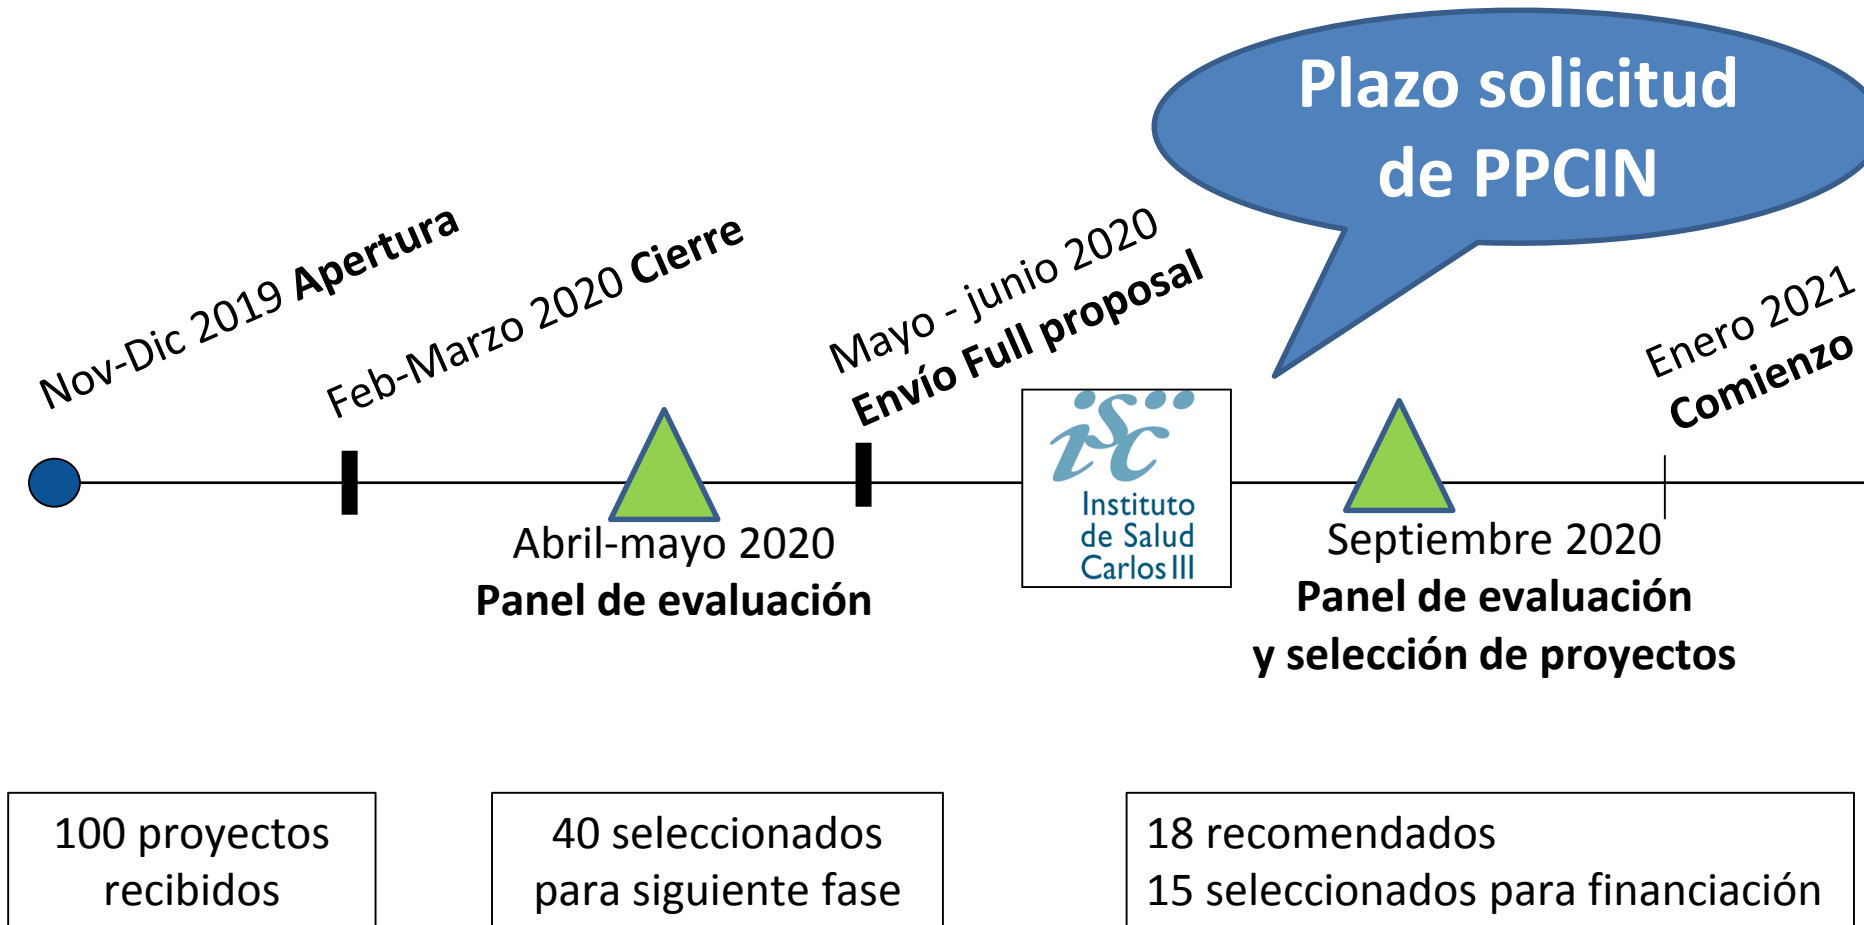 Plazo solicitud
de PPCIN
Nov-Dic 2019 Apertura
Feb-Marzo 2020 Cierre
Mayo - junio 2020
Envío Full proposal
Enero 2021
Comienzo
isc
Instituto
de Salud
Carlos III
Abril-mayo 2020
Panel de evaluación
Septiembre 2020
Panel de evaluación
y selección de proyectos
100 proyectos
recibidos
40 seleccionados
para siguiente fase
18 recomendados
15 seleccionados para financiación